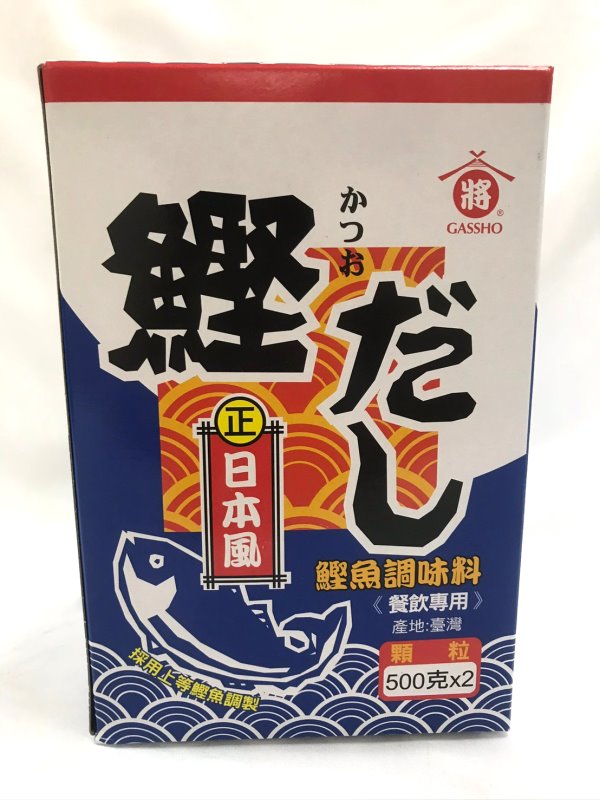 將
®
GASSHO
かつお
鰹
だし
正
日本風
鰹魚調味料
《餐飲專用》
產地:臺灣
顆粒
500克x2
採用上等鰹魚調製